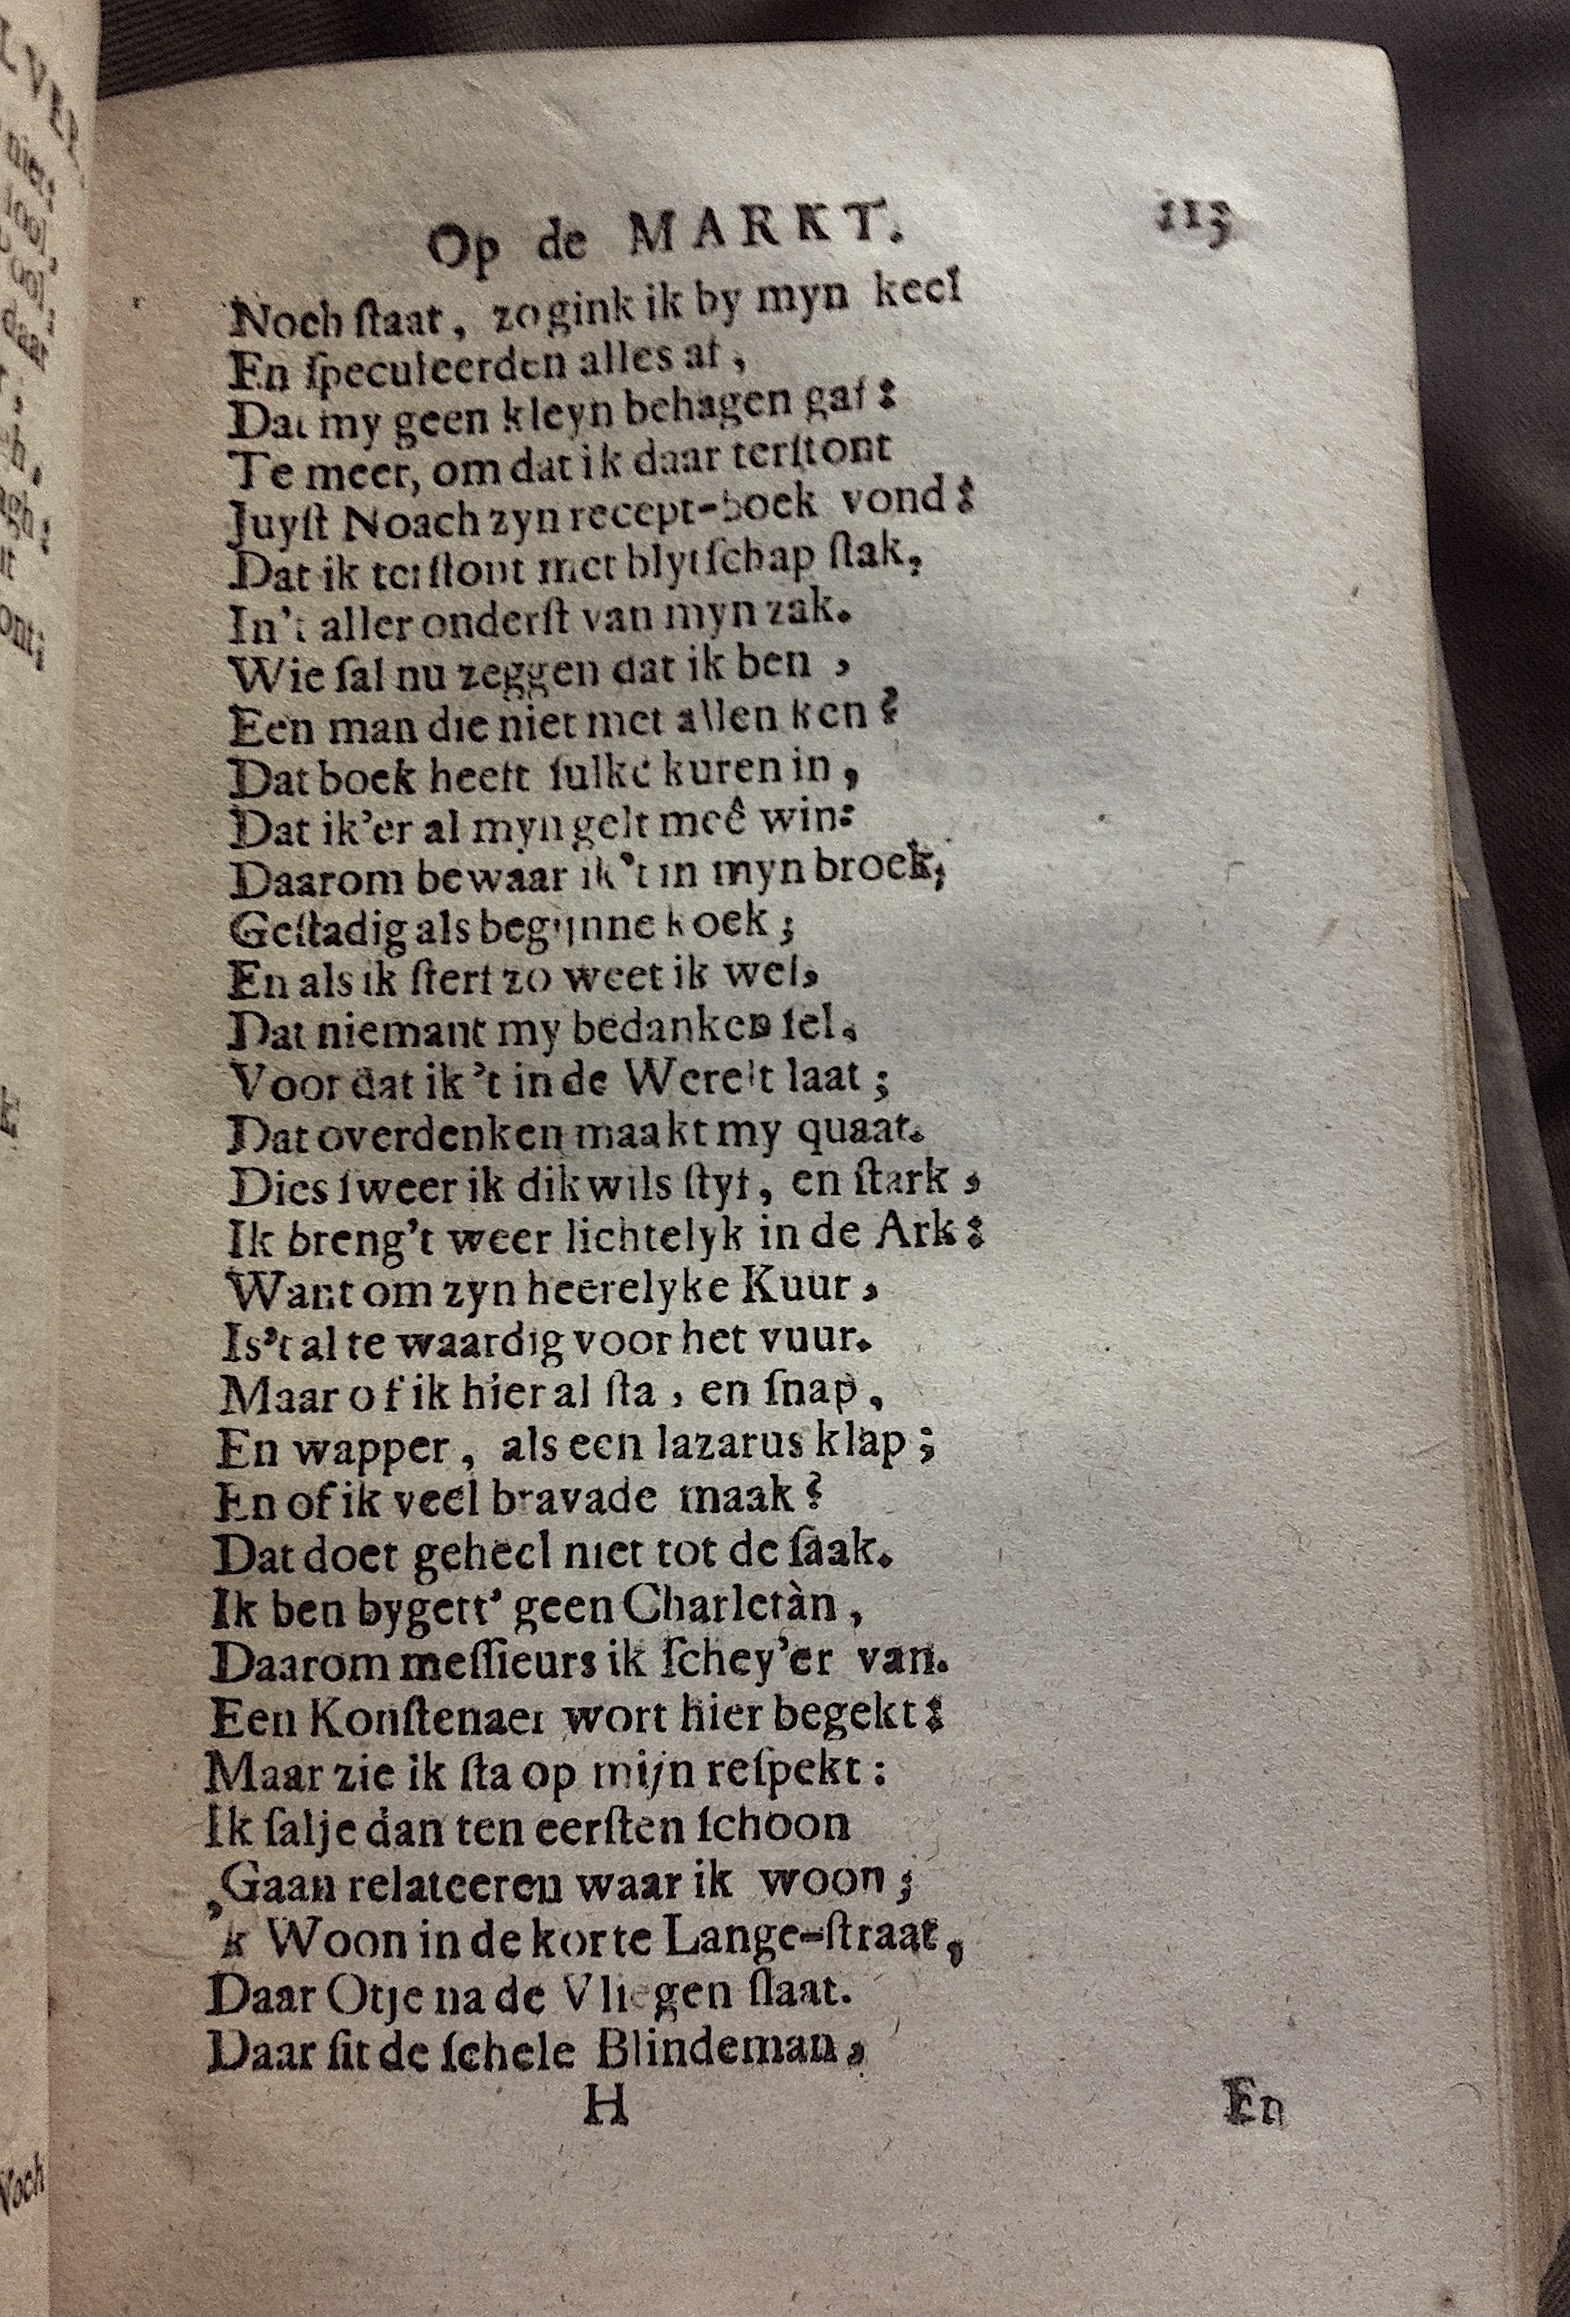 Op de MARKT. 113
Noch ſtaat, zo gink ik by myn keel
En ſpeculeerden alles af,
Dat my geen kleyn behagen gaf:
Te meer, om dat ik daar terſtont
Juyſt Noach zyn recept-boek vond:
Dat ik terſtont met blytſchap ſtak,
In't aller onderſt van myn zak.
Wie ſal nu zeggen dat ik ben,
Een man die niet met allen ken?
Dat boek heeft ſulke kuren in,
Dat ik'er al myn gelt meê win:
Daarom bewaar ik't in myn broek,
Geſtadig als begynne koek;
En als ik ſterf zo weet ik wel,
Dat niemant my bedanken ſel.
Voor dat ik 't in de Werelt laat;
Dat overdenken maakt my quaat.
Dies ſweer ik dikwils ſtyf, en ſtark,
Ik breng't weer lichtelyk in de Ark:
Want om zyn heerelyke Kuur,
Is't al te waardig voor het vuur.
Maar of ik hier al ſta, en ſnap,
En wapper, als een lazarus klap;
En of ik veel bravade maak?
Dat doet geheel niet tot de ſaak.
Ik ben bygett' geen Charletàn,
Daarom meſſieurs ik ſchey'er van.
Een Konſtenaer wort hier begekt:
Maar zie ik ſta op mijn reſpekt:
Ik ſal je dan ten eerſten ſchoon
Gaan relateeren waar ik woon;
'k Woon in de korte Lange-ſtraat,
Daar Otje na de Vliegen ſlaat.
Daar ſit de ſchele Blindeman,
H En